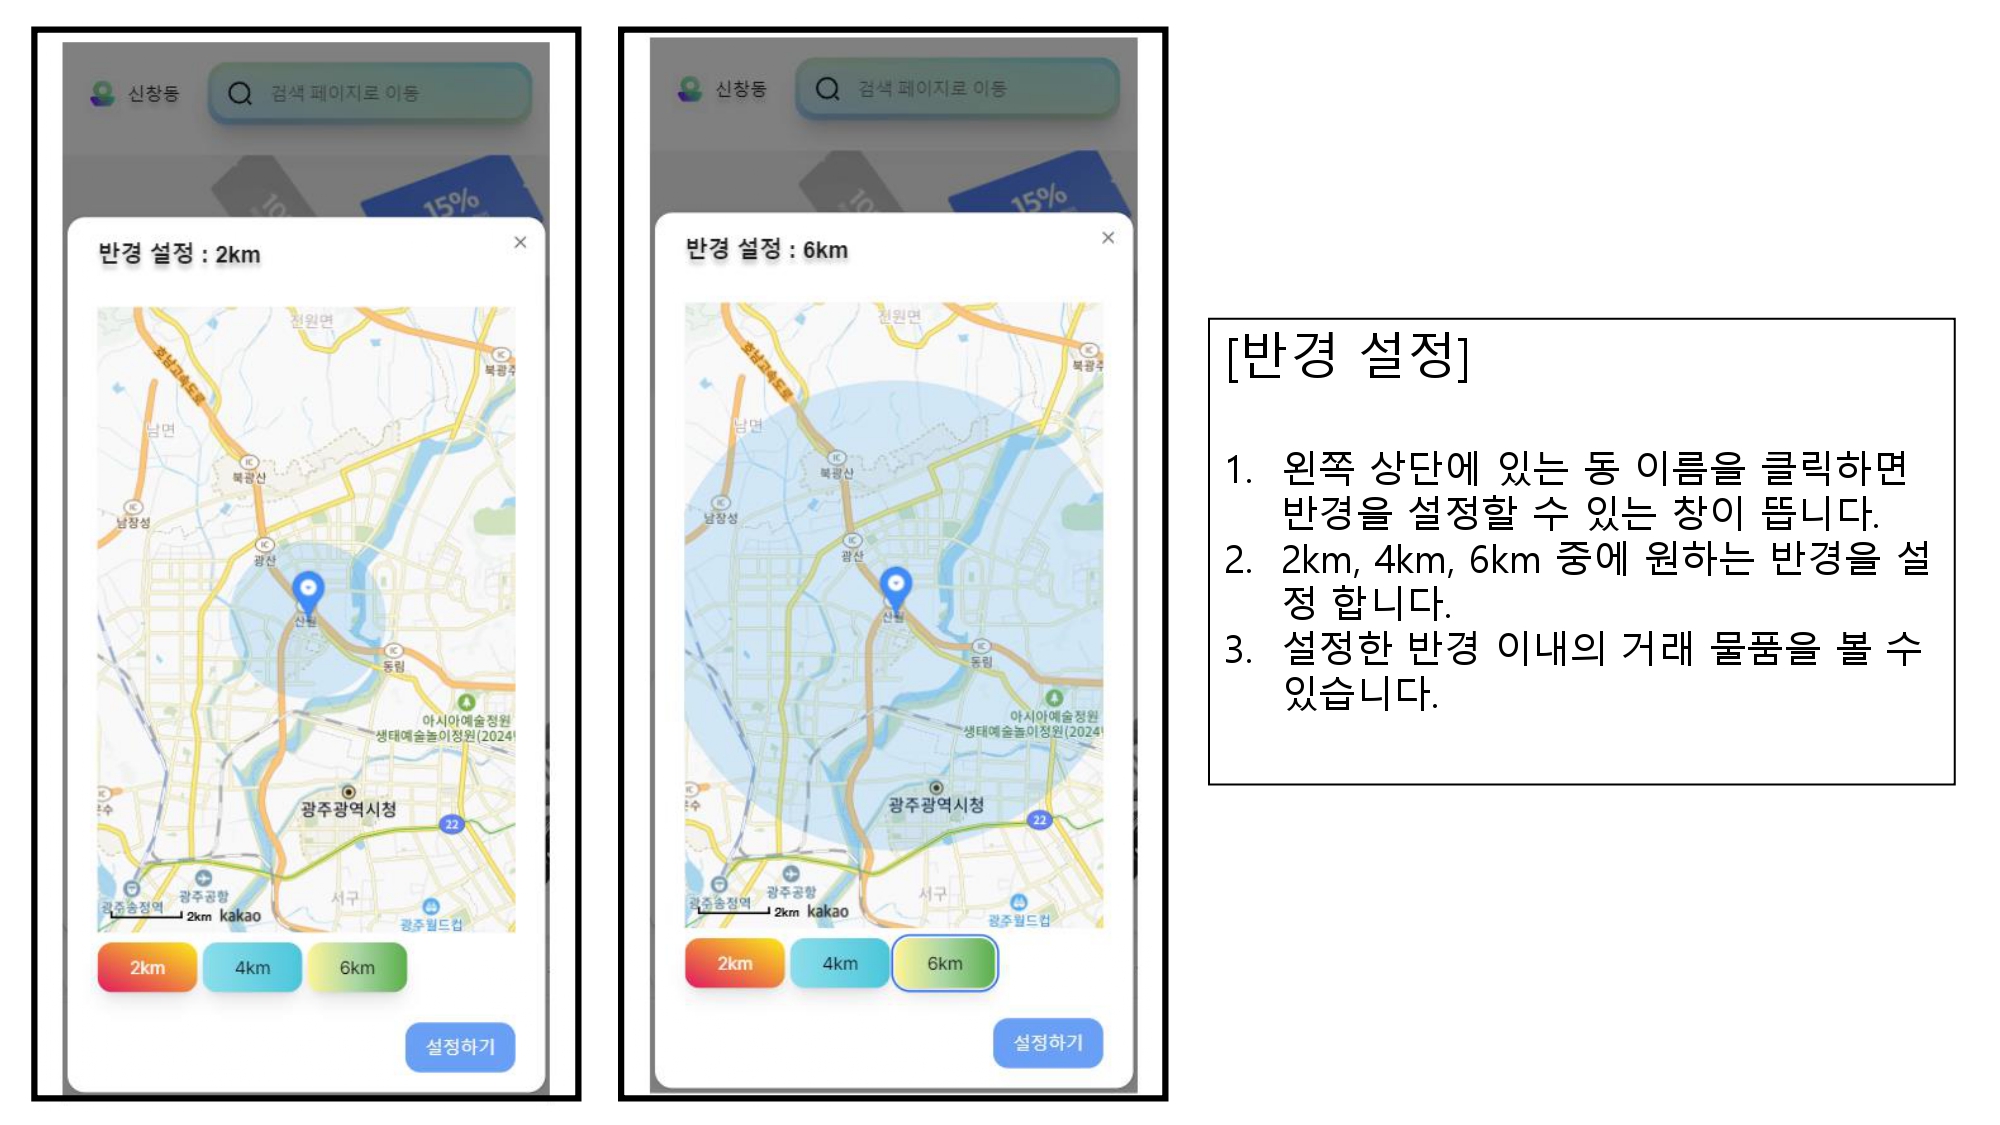 신창동
검색 페이지로 이동
15%
반경 설정 : 2km
×
진원면
호남고속도로
IC
북광주
남면
IC
북광산
IC
남장성
IC
광산
산월
IC
동림
아시아예술정원
생태예술놀이정원(2024
광주광역시청
22
광주공항
광주송정역
서구
2km kakao
광주월드컵
2km
4km
6km
설정하기
신창동
검색 페이지로 이동
15%
반경 설정 : 6km
×
진원면
호남고속도로
IC
북광주
남면
IC
북광산
IC
남장성
IC
광산
산월
IC
동림
아시아예술정원
생태예술놀이정원(2024
광주광역시청
22
광주공항
광주송정역
서구
2km kakao
광주월드컵
2km
4km
6km
설정하기
[반경 설정]
1. 왼쪽 상단에 있는 동 이름을 클릭하면
반경을 설정할 수 있는 창이 뜹니다.
2. 2km, 4km, 6km 중에 원하는 반경을 설
정 합니다.
3. 설정한 반경 이내의 거래 물품을 볼 수
있습니다.